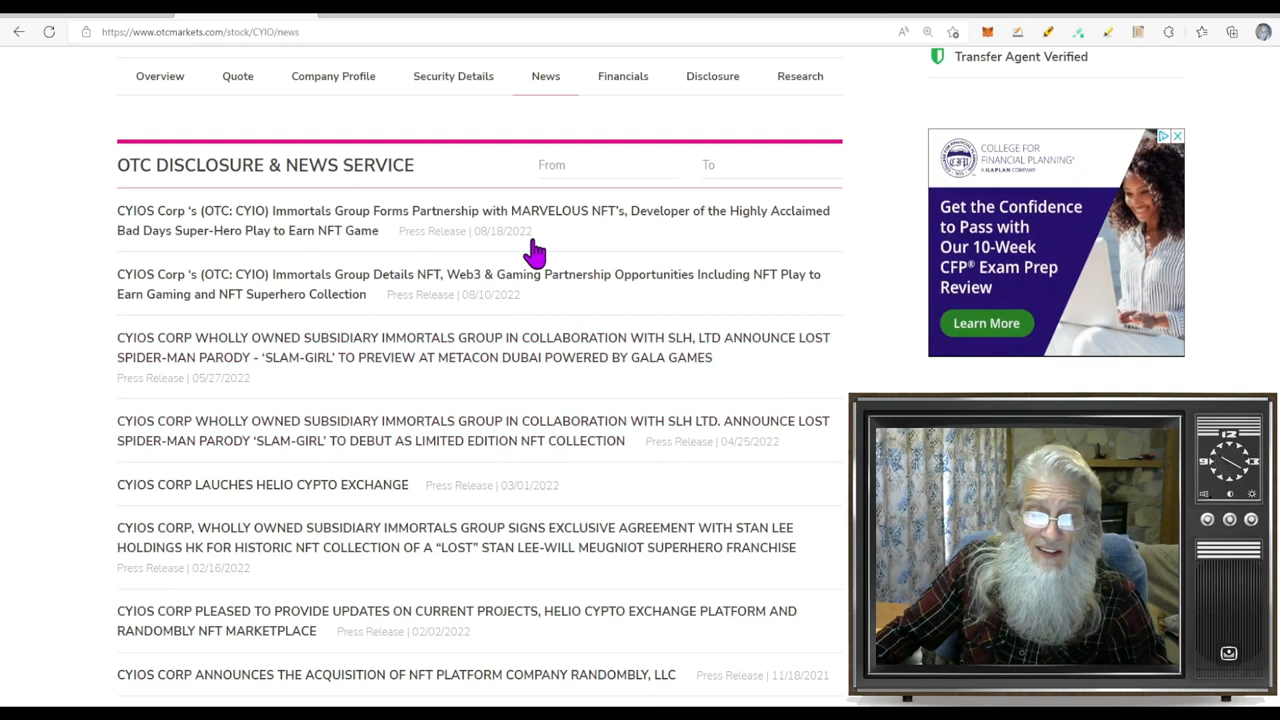 https://www.otcmarkets.com/stock/CYIO/news
Transfer Agent Verified
Overview
Quote
Company Profile
Security Details
News
Financials
Disclosure
Research
OTC DISCLOSURE & NEWS SERVICE
From
To
CYIOS Corp ‘s (OTC: CYIO) Immortals Group Forms Partnership with MARVELOUS NFT’s, Developer of the Highly Acclaimed
Bad Days Super-Hero Play to Earn NFT Game Press Release | 08/18/2022
CYIOS Corp ‘s (OTC: CYIO) Immortals Group Details NFT, Web3 & Gaming Partnership Opportunities Including NFT Play to
Earn Gaming and NFT Superhero Collection Press Release | 08/10/2022
CYIOS CORP WHOLLY OWNED SUBSIDIARY IMMORTALS GROUP IN COLLABORATION WITH SLH, LTD ANNOUNCE LOST
SPIDER-MAN PARODY - ‘SLAM-GIRL’ TO PREVIEW AT METACON DUBAI POWERED BY GALA GAMES
Press Release | 05/27/2022
CYIOS CORP WHOLLY OWNED SUBSIDIARY IMMORTALS GROUP IN COLLABORATION WITH SLH LTD. ANNOUNCE LOST
SPIDER-MAN PARODY ‘SLAM-GIRL’ TO DEBUT AS LIMITED EDITION NFT COLLECTION Press Release | 04/25/2022
CYIOS CORP LAUCHES HELIO CYPTO EXCHANGE Press Release | 03/01/2022
CYIOS CORP, WHOLLY OWNED SUBSIDIARY IMMORTALS GROUP SIGNS EXCLUSIVE AGREEMENT WITH STAN LEE
HOLDINGS HK FOR HISTORIC NFT COLLECTION OF A “LOST” STAN LEE-WILL MEUGNIOT SUPERHERO FRANCHISE
Press Release | 02/16/2022
CYIOS CORP PLEASED TO PROVIDE UPDATES ON CURRENT PROJECTS, HELIO CYPTO EXCHANGE PLATFORM AND
RANDOMBLY NFT MARKETPLACE Press Release | 02/02/2022
CYIOS CORP ANNOUNCES THE ACQUISITION OF NFT PLATFORM COMPANY RANDOMBLY, LLC Press Release | 11/18/2021
COLLEGE FOR
FINANCIAL PLANNING®
A KAPLAN COMPANY
Get the Confidence
to Pass with
Our 10-Week
CFP® Exam Prep
Review
Learn More
12
9
3